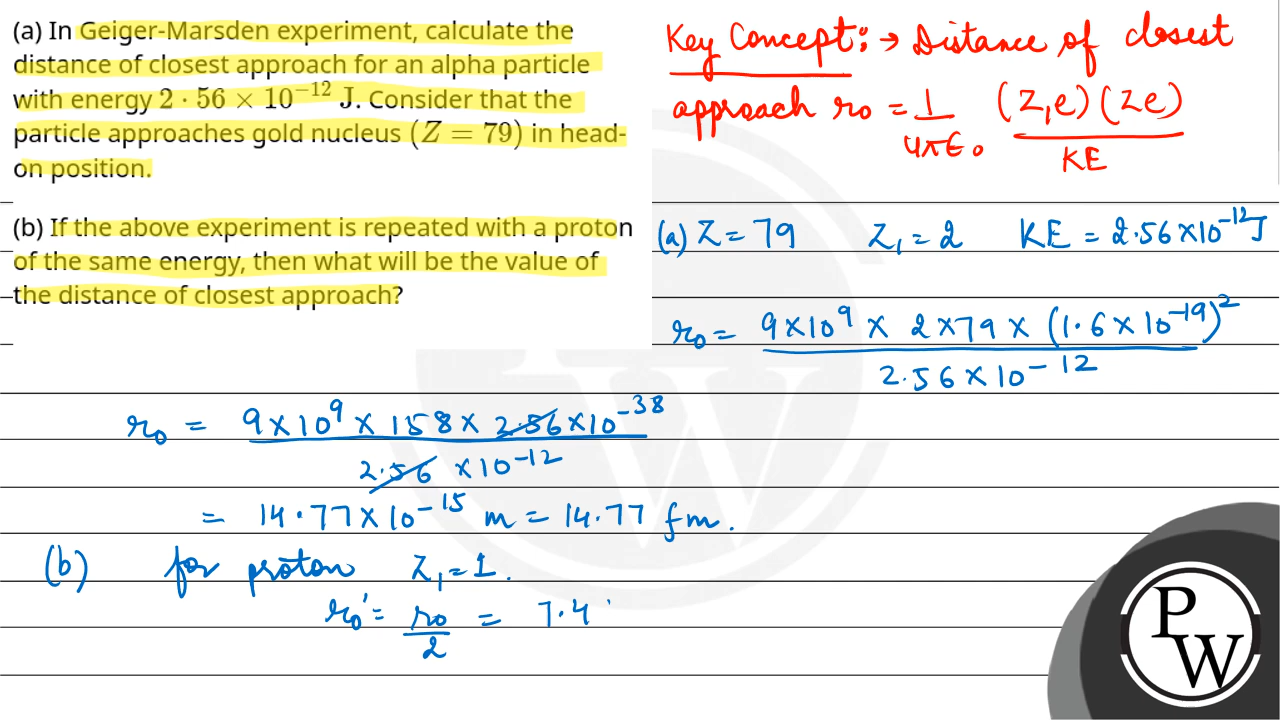 (a) In Geiger-Marsden experiment, calculate the
distance of closest approach for an alpha particle
with energy 2 · 56 × 10⁻¹² J. Consider that the
particle approaches gold nucleus (Z = 79) in head-
on position.
(b) If the above experiment is repeated with a proton
of the same energy, then what will be the value of
the distance of closest approach?
Key Concept: → Distance of closest
approach r₀ = 1/4πϵ₀ (Z₁e)(Ze)/KE
(a) Z = 79 Z₁ = 2 KE = 2.56×10⁻¹² J
r₀ = 9×10⁹ × 2×79 × (1.6×10⁻¹⁹)²
2.56×10⁻¹²
r₀ = 9×10⁹ × 158 × 2.56×10⁻³⁸
2.56 ×10⁻¹²
= 14.77×10⁻¹⁵ m = 14.77 fm.
(b) for proton Z₁=1.
r₀' = r₀/2 = 7.4
P
W